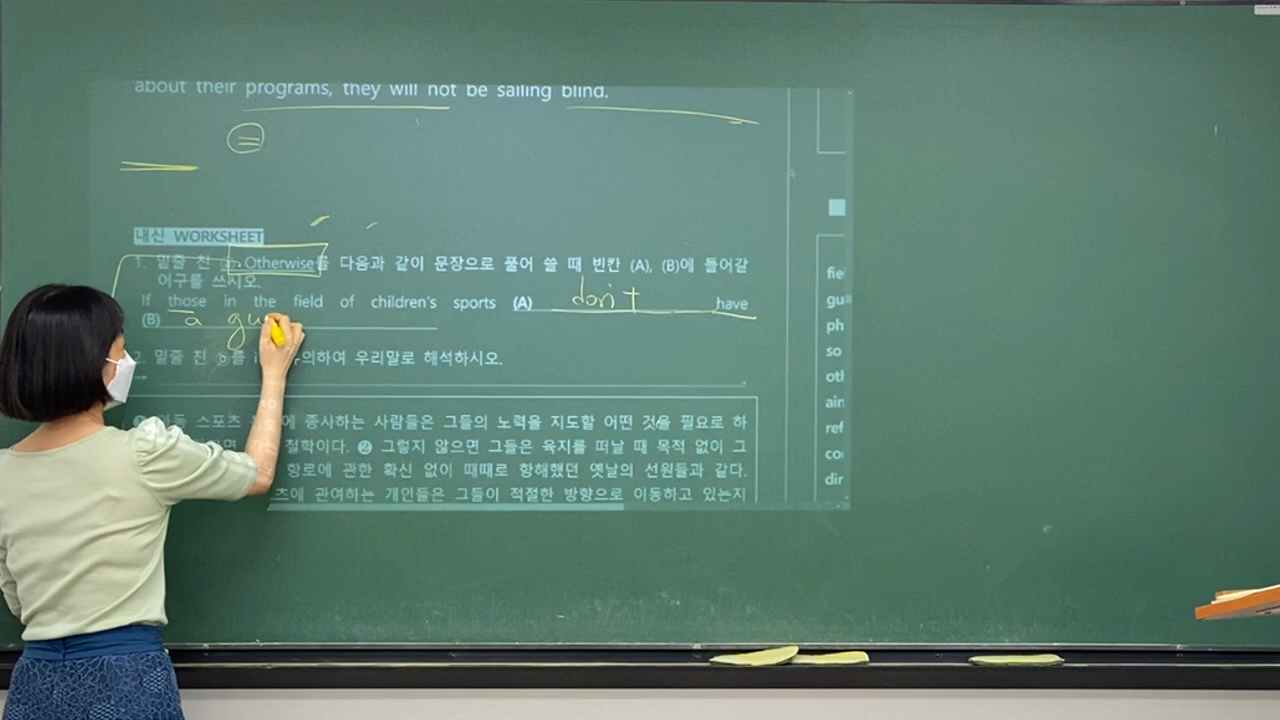 about their programs, they will not be sailing blind.
내신 WORKSHEET
1. 밑줄 친 ⓐ Otherwise를 다음과 같이 문장으로 풀어 쓸 때 빈칸 (A), (B)에 들어갈
어구를 쓰시오.
If those in the field of children's sports (A) don't have
(B) a gu
2. 밑줄 친 ⓑ를 의하여 우리말로 해석하시오.
스포츠 에 종사하는 사람들은 그들의 노력을 지도할 어떤 것을 필요로 하
철학이다. ❷ 그렇지 않으면 그들은 육지를 떠날 때 목적 없이 그
항로에 관한 확신 없이 때때로 항해했던 옛날의 선원들과 같다.
츠에 관여하는 개인들은 그들이 적절한 방향으로 이동하고 있는지
fie
gu
ph
so
oth
ain
ref
co
dir